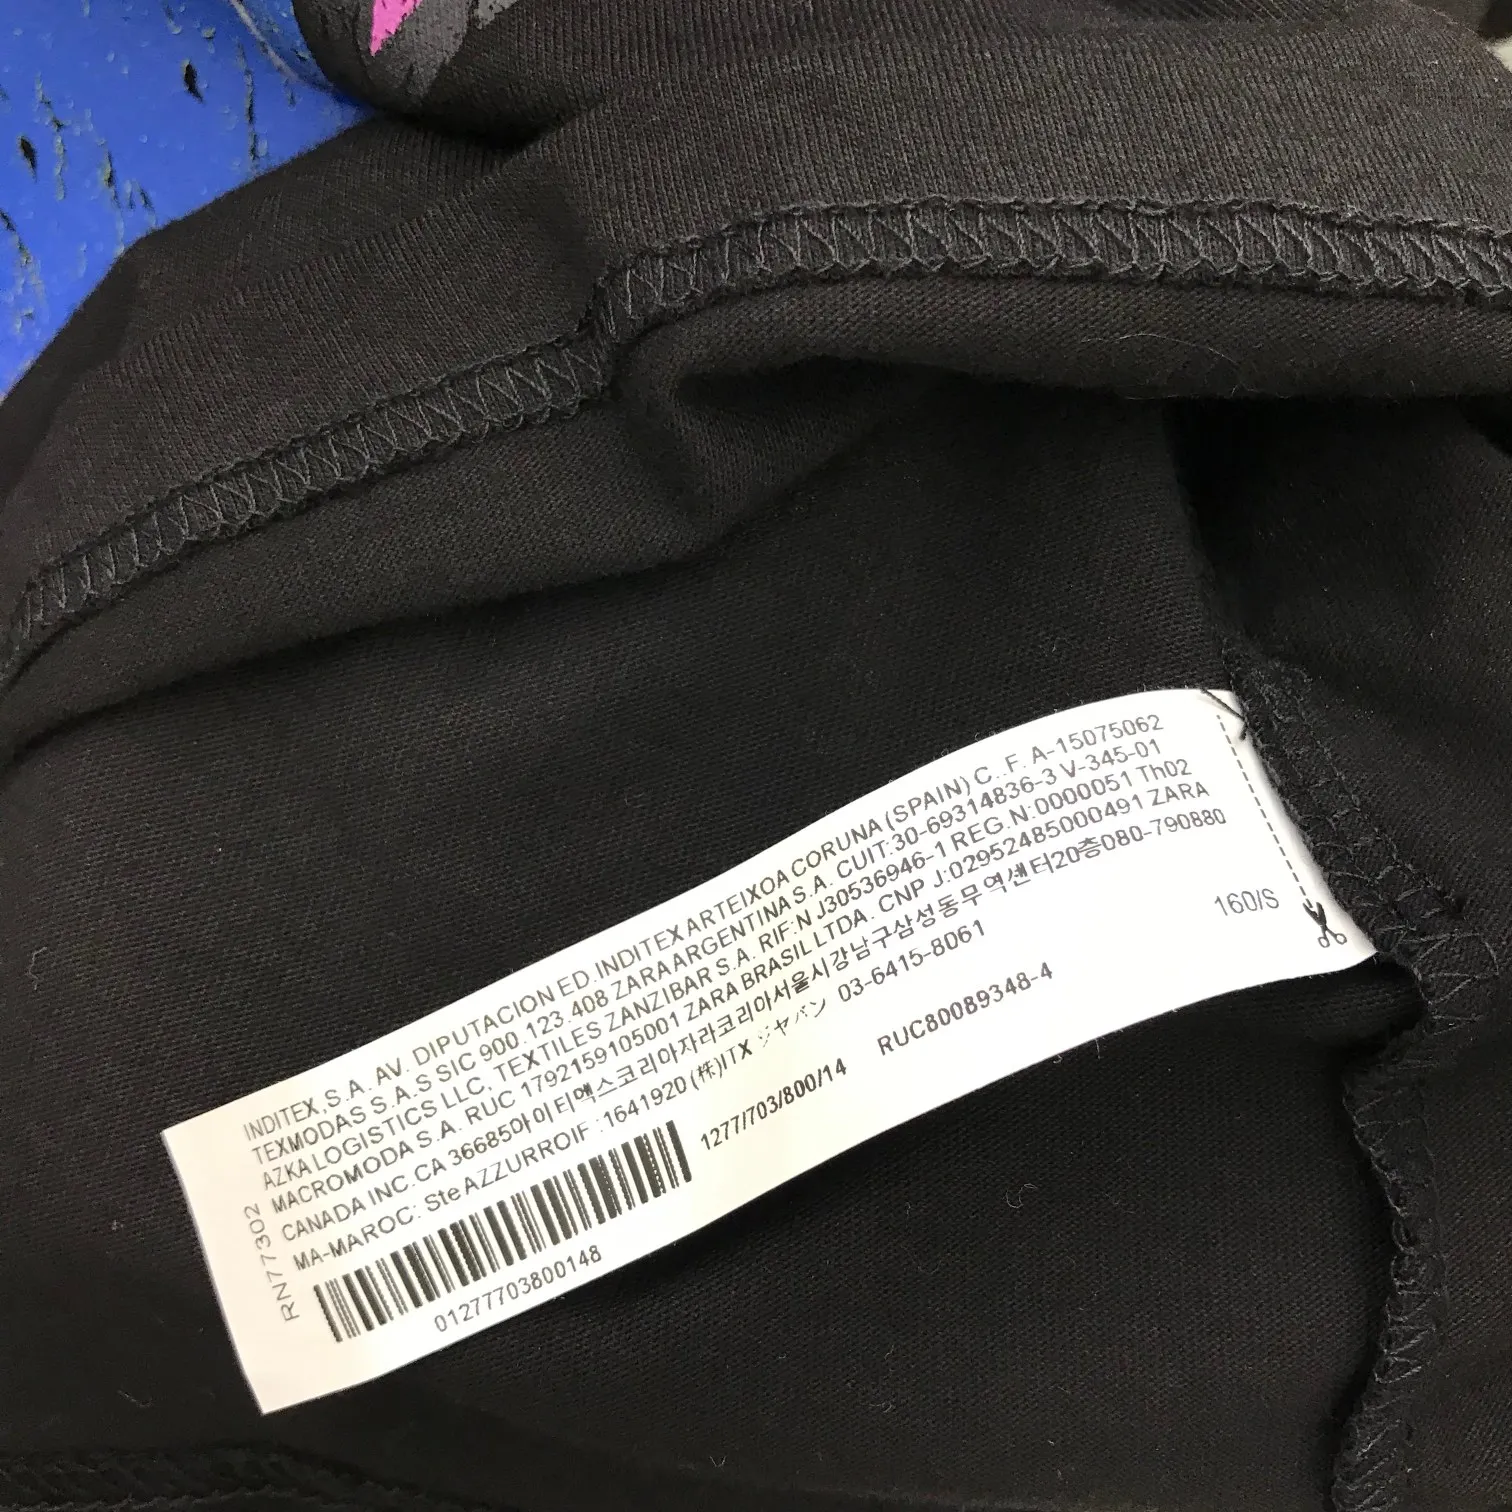 INDITEX,S.A. AV. DIPUTACION ED.INDITEX ARTEIXOA CORUNA (SPAIN) C..F. A-15075062
TEXMODAS S.A.S SIC 900.123.408 ZARA ARGENTINA S.A. CUIT:30-69314836-3 V-345-01
AZKA LOGISTICS LLC, TEXTILES ZANZIBAR S.A. RIF:N J30536946-1 REG.N:0000051 Th02
MACROMODA S.A. RUC 1792159105001 ZARA BRASIL LTDA. CNP J:02952485000491 ZARA
CANADA INC.CA 36685아이티엑스코리아자라코리아서울시강남구삼성동무역센터20층080-790880
MA-MAROC: Ste AZZURROIF :1641920 (株)ITX ジャパン 03-6415-8061
160/S
RN77302
1277/703/800/14 RUC80089348-4
01277703800148